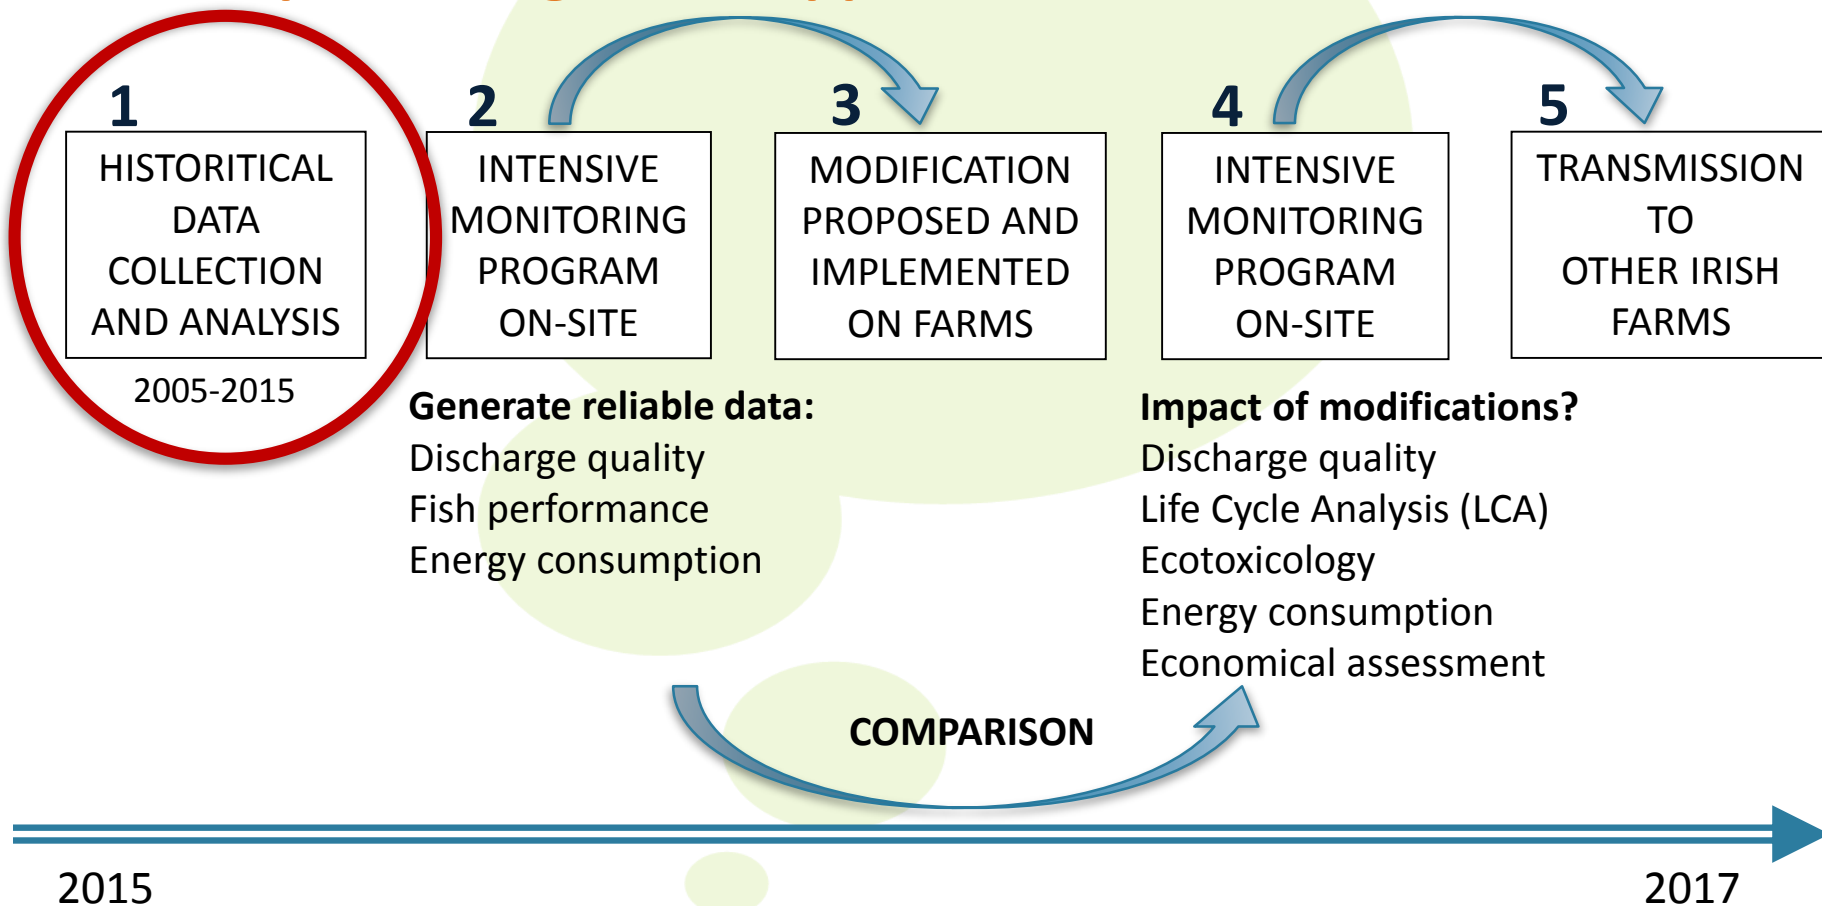 1
HISTORITICAL
DATA
COLLECTION
AND ANALYSIS
2005-2015
2
INTENSIVE
MONITORING
PROGRAM
ON-SITE
Generate reliable data:
Discharge quality
Fish performance
Energy consumption
3
MODIFICATION
PROPOSED AND
IMPLEMENTED
ON FARMS
4
INTENSIVE
MONITORING
PROGRAM
ON-SITE
Impact of modifications?
Discharge quality
Life Cycle Analysis (LCA)
Ecotoxicology
Energy consumption
Economical assessment
5
TRANSMISSION
TO
OTHER IRISH
FARMS
COMPARISON
2015
2017